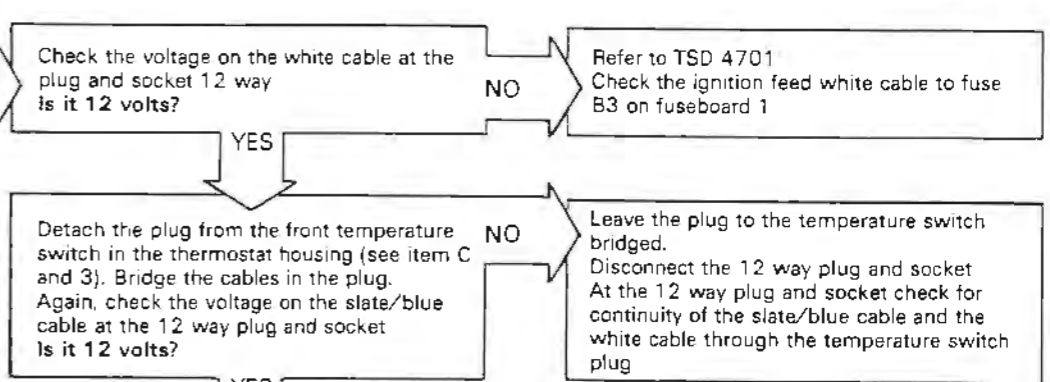 Check the voltage on the white cable at the
plug and socket 12 way
Is it 12 volts?
NO
Refer to TSD 4701
Check the ignition feed white cable to fuse
B3 on fuseboard 1
YES
Detach the plug from the front temperature
switch in the thermostat housing (see item C
and 3). Bridge the cables in the plug.
Again, check the voltage on the slate/blue
cable at the 12 way plug and socket
Is it 12 volts?
NO
Leave the plug to the temperature switch
bridged.
Disconnect the 12 way plug and socket
At the 12 way plug and socket check for
continuity of the slate/blue cable and the
white cable through the temperature switch
plug
YES